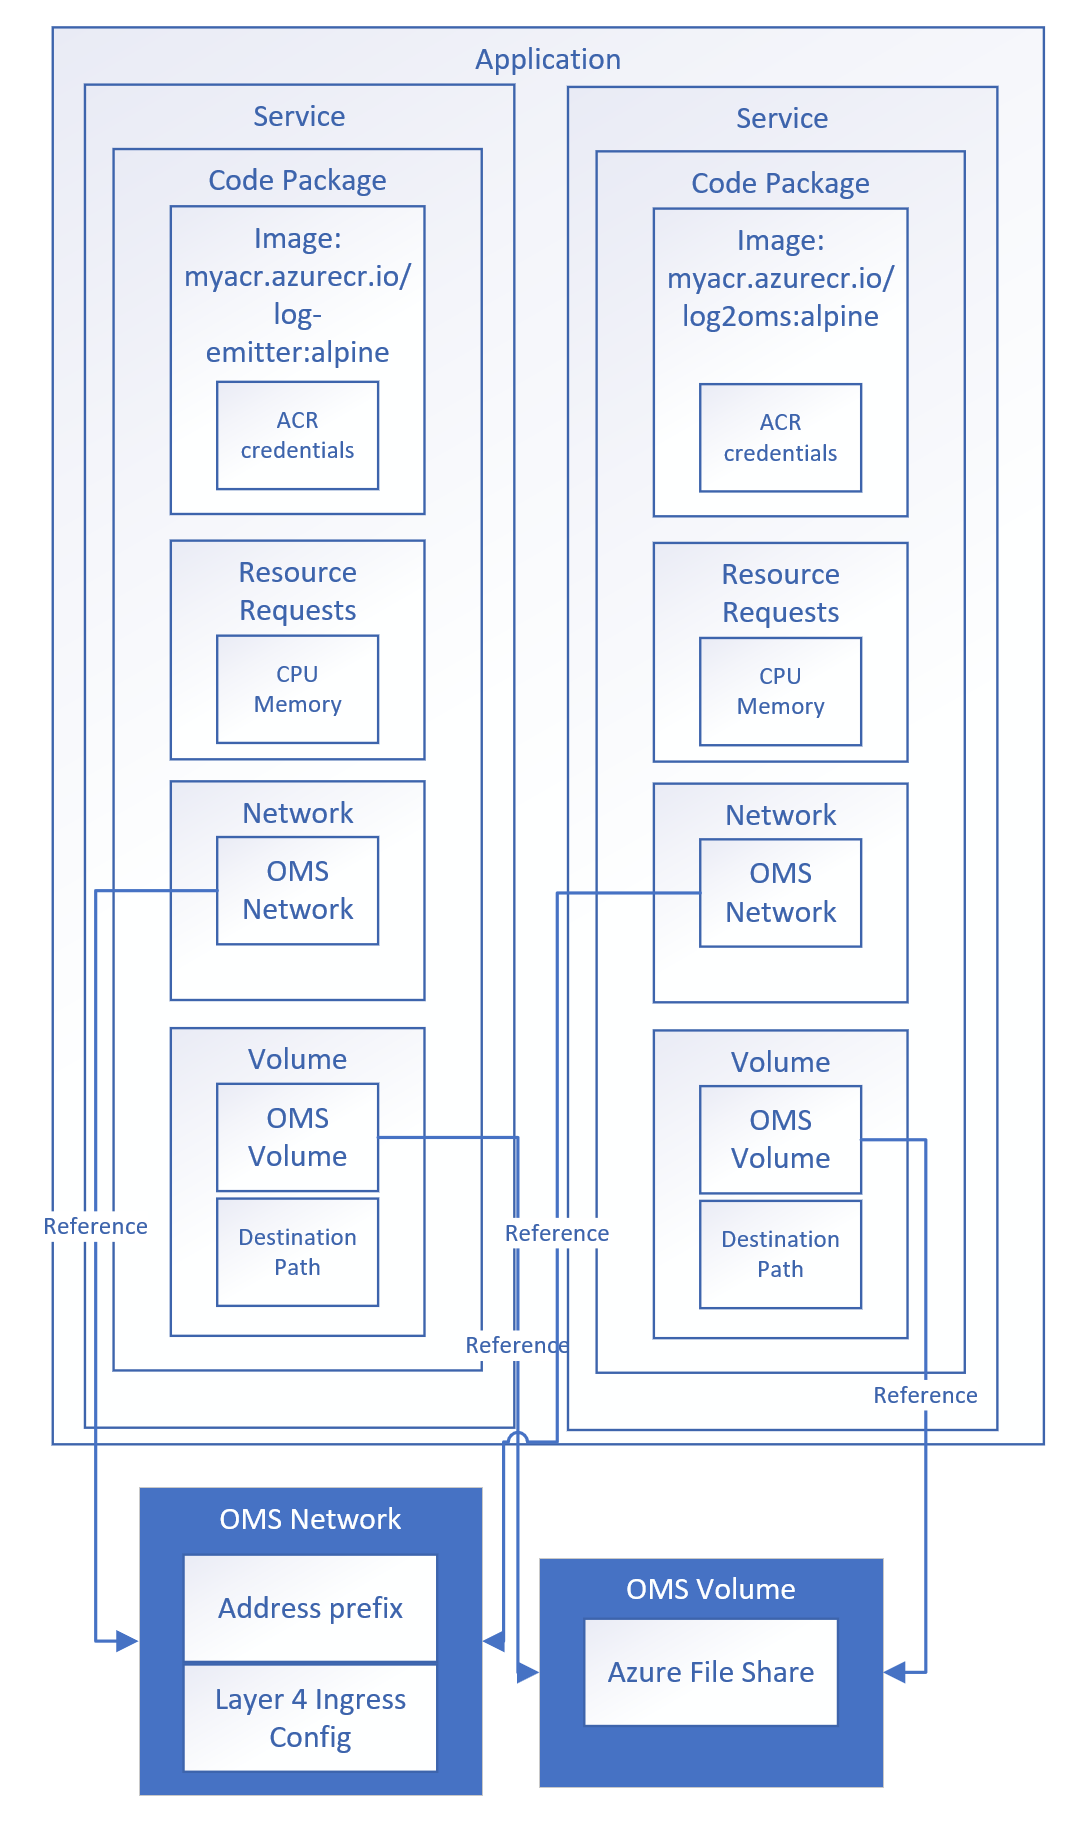 Application
Service
Code Package
Image:
myacr.azurecr.io/
log-
emitter:alpine
ACR
credentials
Resource
Requests
CPU
Memory
Network
OMS
Network
Volume
OMS
Volume
Destination
Path
Service
Code Package
Image:
myacr.azurecr.io/
log2oms:alpine
ACR
credentials
Resource
Requests
CPU
Memory
Network
OMS
Network
Volume
OMS
Volume
Destination
Path
Reference
Reference
Reference
Reference
OMS Network
Address prefix
Layer 4 Ingress
Config
OMS Volume
Azure File Share